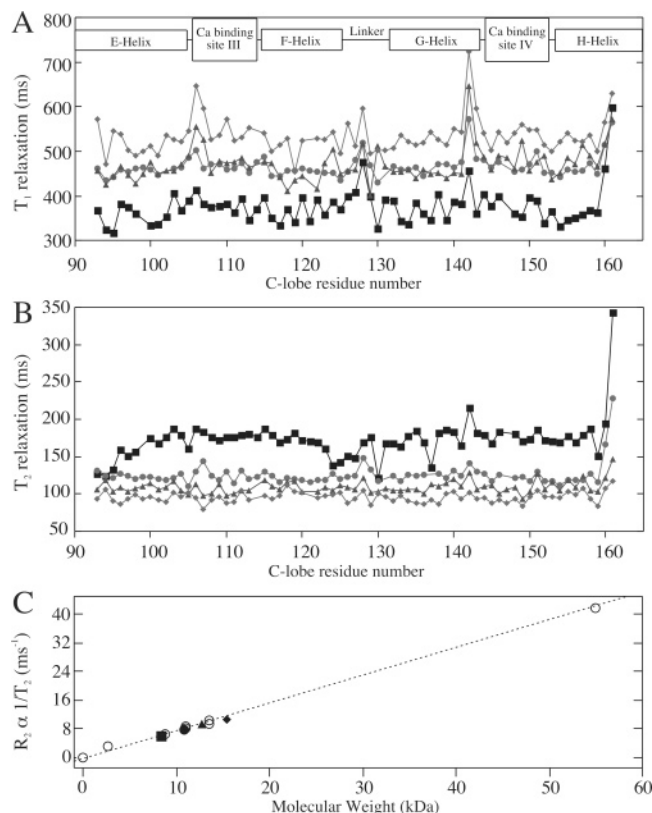 A
E-Helix
Ca binding
site III
F-Helix
Linker
G-Helix
Ca binding
site IV
H-Helix
T₁ relaxation (ms)
800
700
600
500
400
300
90 100 110 120 130 140 150 160
C-lobe residue number
B
T₂ relaxation (ms)
350
300
250
200
150
100
50
90 100 110 120 130 140 150 160
C-lobe residue number
C
R₂ α 1/T₂ (ms⁻¹)
40
32
24
16
8
0
0 10 20 30 40 50 60
Molecular Weight (kDa)